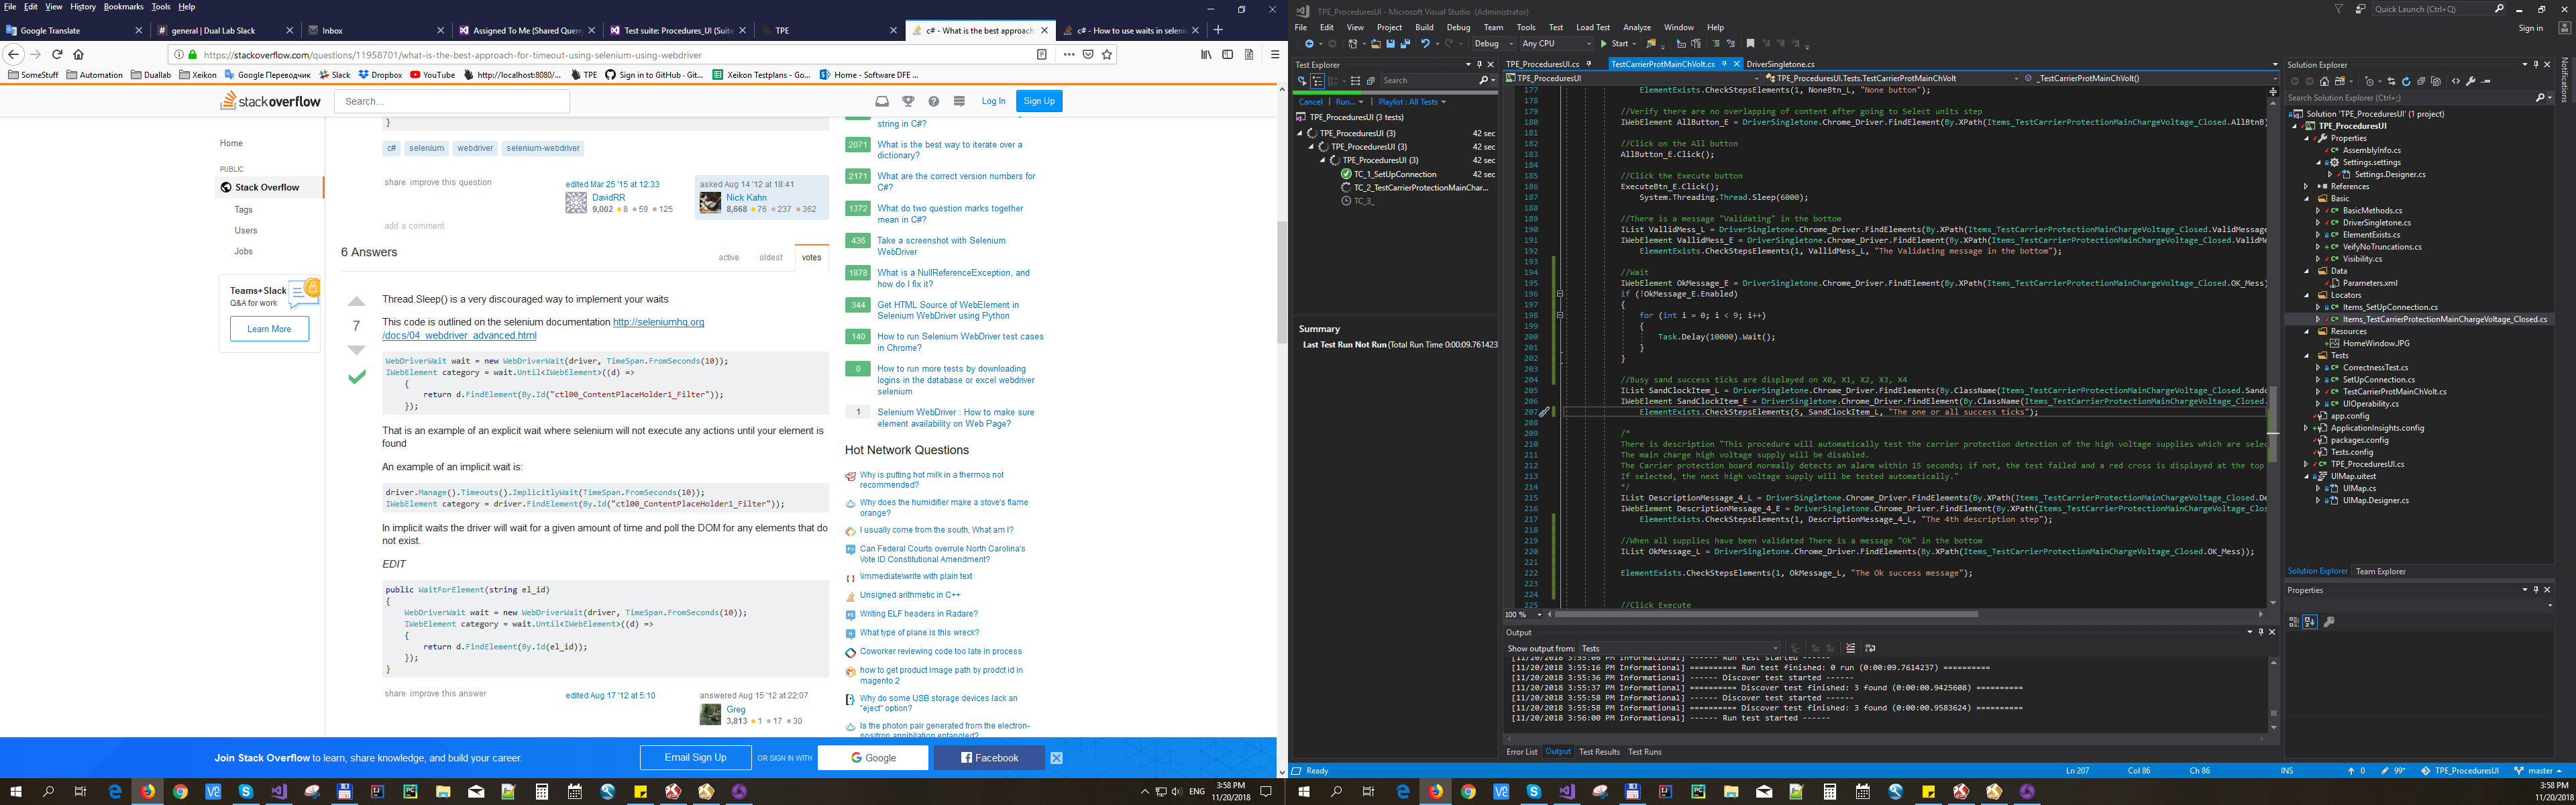 File Edit View History Bookmarks Tools Help
Google Translate
general | Dual Lab Slack
Inbox
Assigned To Me (Shared Query
Test suite: Procedures_UI (Suite
TPE
c# - What is the best approach
c# - How to use waits in seleniu
https://stackoverflow.com/questions/11958701/what-is-the-best-approach-for-timeout-using-selenium-using-webdriver
SomeStuff Automation Duallab Xeikon Google Переводчик Slack Dropbox YouTube http://localhost:8080/... TPE Sign in to GitHub · Git... Xeikon Testplans - Go... Home - Software DFE ...
stackoverflow
Search...
Log In
Sign Up
Home
PUBLIC
Stack Overflow
Tags
Users
Jobs
Teams+Slack
Q&A for work
Learn More
}
c# selenium webdriver selenium-webdriver
share improve this question
edited Mar 25 '15 at 12:33
DavidRR
9,002 8 59 125
asked Aug 14 '12 at 18:41
Nick Kahn
8,668 76 237 362
add a comment
6 Answers
active oldest votes
7
Thread.Sleep() is a very discouraged way to implement your waits
This code is outlined on the selenium documentation http://seleniumhq.org
/docs/04_webdriver_advanced.html
WebDriverWait wait = new WebDriverWait(driver, TimeSpan.FromSeconds(10));
IWebElement category = wait.Until<IWebElement>((d) =>
{
return d.FindElement(By.Id("ctl00_ContentPlaceHolder1_Filter"));
});
That is an example of an explicit wait where selenium will not execute any actions until your element is
found
An example of an implicit wait is:
driver.Manage().Timeouts().ImplicitlyWait(TimeSpan.FromSeconds(10));
IWebElement category = driver.FindElement(By.Id("ctl00_ContentPlaceHolder1_Filter"));
In implicit waits the driver will wait for a given amount of time and poll the DOM for any elements that do
not exist.
EDIT
public WaitForElement(string el_id)
{
WebDriverWait wait = new WebDriverWait(driver, TimeSpan.FromSeconds(10));
IWebElement category = wait.Until<IWebElement>((d) =>
{
return d.FindElement(By.Id(el_id));
});
}
share improve this answer
edited Aug 17 '12 at 5:10
answered Aug 15 '12 at 22:07
Greg
3,813 1 17 30
string in C#?
2071 What is the best way to iterate over a
dictionary?
2171 What are the correct version numbers for
C#?
1372 What do two question marks together
mean in C#?
436 Take a screenshot with Selenium
WebDriver
1878 What is a NullReferenceException, and
how do I fix it?
344 Get HTML Source of WebElement in
Selenium WebDriver using Python
140 How to run Selenium WebDriver test cases
in Chrome?
0 How to run more tests by downloading
logins in the database or excel webdriver
selenium
1 Selenium WebDriver : How to make sure
element availability on Web Page?
Hot Network Questions
Why is putting hot milk in a thermos not
recommended?
Why does the humidifier make a stove's flame
orange?
I usually come from the south, What am I?
Can Federal Courts overrule North Carolina's
Vote ID Constitutional Amendment?
\immediate\write with plain text
Unsigned arithmetic in C++
Writing ELF headers in Radare?
What type of plane is this wreck?
Coworker reviewing code too late in process
how to get product image path by prodct id in
magento 2
Why do some USB storage devices lack an
"eject" option?
Is the photon pair generated from the electron-
positron annihilation entangled?
Join Stack Overflow to learn, share knowledge, and build your career.
Email Sign Up
OR SIGN IN WITH
Google
Facebook
ENG
3:58 PM
11/20/2018
TPE_ProceduresUI - Microsoft Visual Studio (Administrator)
Quick Launch (Ctrl+Q)
File Edit View Project Build Debug Team Tools Test Load Test Analyze Window Help
Sign in
Debug Any CPU Start
Test Explorer
Search
Cancel | Run... | Playlist : All Tests
TPE_ProceduresUI (3 tests)
TPE_ProceduresUI (3) 42 sec
TPE_ProceduresUI (3) 42 sec
TPE_ProceduresUI (3) 42 sec
TC_1_SetUpConnection 42 sec
TC_2_TestCarrierProtectionMainChar...
TC_3_
Summary
Last Test Run Not Run (Total Run Time 0:00:09.761423
TPE_ProceduresUI.cs
TestCarrierProtMainChVolt.cs
DriverSingletone.cs
TPE_ProceduresUI
TPE_ProceduresUI.Tests.TestCarrierProtMainChVolt
_TestCarrierProtMainChVolt()
177 ElementExists.CheckStepsElements(1, NoneBtn_L, "None button");
178
179 //Verify there are no overlapping of content after going to Select units step
180 IWebElement AllButton_E = DriverSingletone.Chrome_Driver.FindElement(By.XPath(Items_TestCarrierProtectionMainChargeVoltage_Closed.AllBtnB)
181
182 //Click on the All button
183 AllButton_E.Click();
184
185 //Click the Execute button
186 ExecuteBtn_E.Click();
187 System.Threading.Thread.Sleep(6000);
188
189 //There is a message "Validating" in the bottom
190 IList VallidMess_L = DriverSingletone.Chrome_Driver.FindElements(By.XPath(Items_TestCarrierProtectionMainChargeVoltage_Closed.ValidMessage
191 IWebElement VallidMess_E = DriverSingletone.Chrome_Driver.FindElement(By.XPath(Items_TestCarrierProtectionMainChargeVoltage_Closed.ValidMe
192 ElementExists.CheckStepsElements(1, VallidMess_L, "The Validating message in the bottom");
193
194 //Wait
195 IWebElement OkMessage_E = DriverSingletone.Chrome_Driver.FindElement(By.XPath(Items_TestCarrierProtectionMainChargeVoltage_Closed.OK_Mess)
196 if (!OkMessage_E.Enabled)
197 {
198 for (int i = 0; i < 9; i++)
199 {
200 Task.Delay(10000).Wait();
201 }
202 }
203
204 //Busy sand success ticks are displayed on X0, X1, X2, X3, X4
205 IList SandClockItem_L = DriverSingletone.Chrome_Driver.FindElements(By.ClassName(Items_TestCarrierProtectionMainChargeVoltage_Closed.Sandc
206 IWebElement SandClockItem_E = DriverSingletone.Chrome_Driver.FindElement(By.ClassName(Items_TestCarrierProtectionMainChargeVoltage_Closed.
207 ElementExists.CheckStepsElements(5, SandClockItem_L, "The one or all success ticks");
208
209 /*
210 There is description "This procedure will automatically test the carrier protection detection of the high voltage supplies which are selec
211 The main charge high voltage supply will be disabled.
212 The Carrier protection board normally detects an alarm within 15 seconds; if not, the test failed and a red cross is displayed at the top
213 If selected, the next high voltage supply will be tested automatically."
214 */
215 IList DescriptionMessage_4_L = DriverSingletone.Chrome_Driver.FindElements(By.XPath(Items_TestCarrierProtectionMainChargeVoltage_Closed.De
216 IWebElement DescriptionMessage_4_E = DriverSingletone.Chrome_Driver.FindElement(By.XPath(Items_TestCarrierProtectionMainChargeVoltage_Clos
217 ElementExists.CheckStepsElements(1, DescriptionMessage_4_L, "The 4th description step");
218
219 //When all supplies have been validated There is a message "Ok" in the bottom
220 IList OkMessage_L = DriverSingletone.Chrome_Driver.FindElements(By.XPath(Items_TestCarrierProtectionMainChargeVoltage_Closed.OK_Mess));
221
222 ElementExists.CheckStepsElements(1, OkMessage_L, "The Ok success message");
223
224
225 //Click Execute
100 %
Output
Show output from: Tests
[11/20/2018 3:55:06 PM Informational] ------ Run test started ------
[11/20/2018 3:55:16 PM Informational] ========== Run test finished: 0 run (0:00:09.7614237) ==========
[11/20/2018 3:55:36 PM Informational] ------ Discover test started ------
[11/20/2018 3:55:37 PM Informational] ========== Discover test finished: 3 found (0:00:00.9425608) ==========
[11/20/2018 3:55:58 PM Informational] ------ Discover test started ------
[11/20/2018 3:55:58 PM Informational] ========== Discover test finished: 3 found (0:00:00.9583624) ==========
[11/20/2018 3:56:00 PM Informational] ------ Run test started ------
Error List Output Test Results Test Runs
Solution Explorer
Search Solution Explorer (Ctrl+;)
Solution 'TPE_ProceduresUI' (1 project)
TPE_ProceduresUI
Properties
AssemblyInfo.cs
Settings.settings
Settings.Designer.cs
References
Basic
BasicMethods.cs
DriverSingletone.cs
ElementExists.cs
VeifyNoTruncations.cs
Visibility.cs
Data
Parameters.xml
Locators
Items_SetUpConnection.cs
Items_TestCarrierProtectionMainChargeVoltage_Closed.cs
Resources
HomeWindow.JPG
Tests
CorrectnessTest.cs
SetUpConnection.cs
TestCarrierProtMainChVolt.cs
UIOperability.cs
app.config
ApplicationInsights.config
packages.config
Tests.config
TPE_ProceduresUI.cs
UIMap.uitest
UIMap.cs
UIMap.Designer.cs
Solution Explorer Team Explorer
Properties
Notifications
Ready
Ln 207 Col 86 Ch 86 INS
0 99* TPE_ProceduresUI master
3:58 PM
11/20/2018